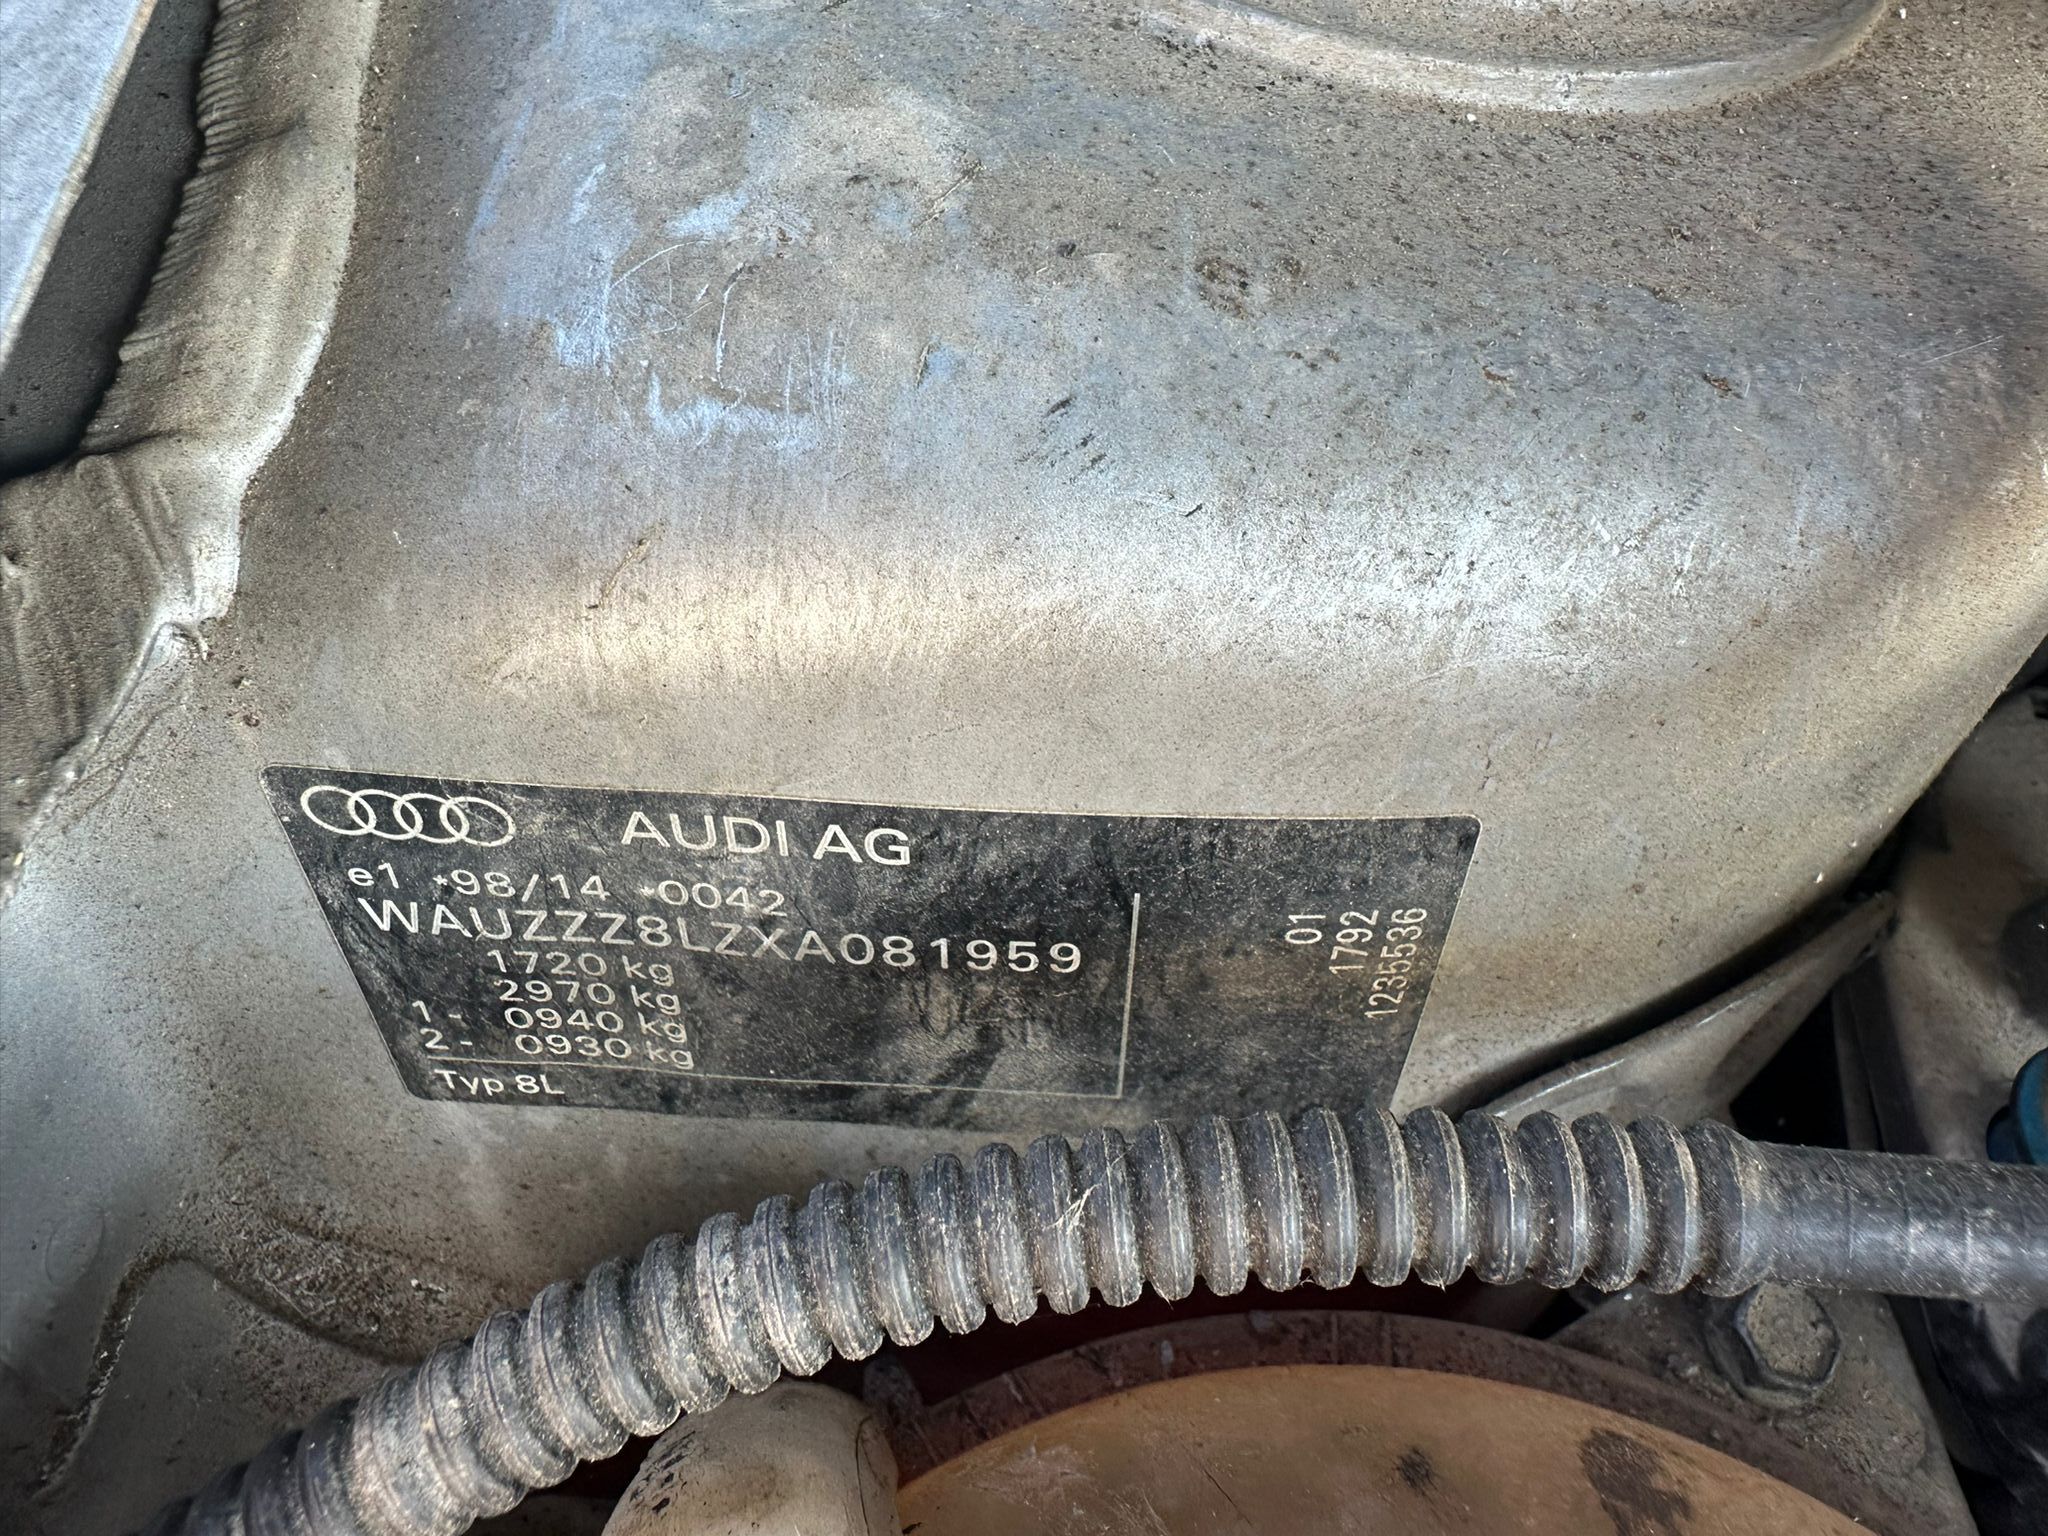 AUDI AG
e1 *98/14 *0042
WAUZZZ8LZXA081959
1720 kg
2970 kg
1 - 0940 kg
2 - 0930 kg
Typ 8L
01
1792
1235536